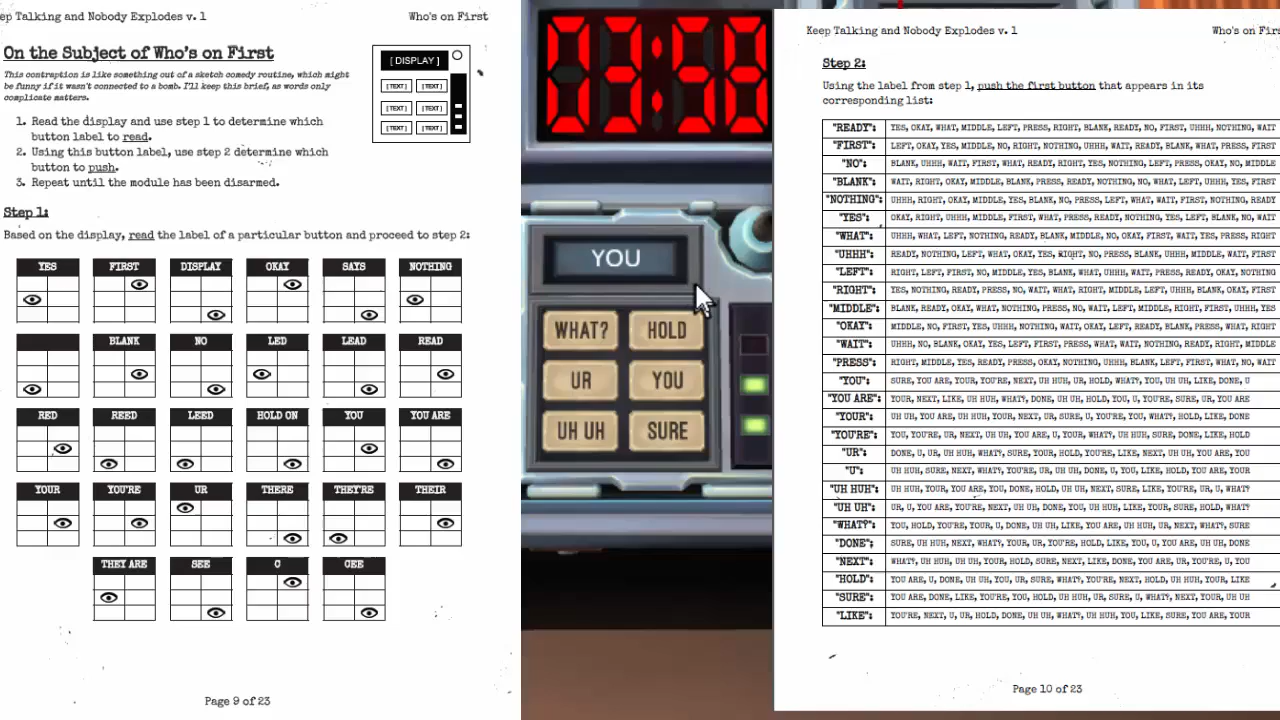 ep Talking and Nobody Explodes v. 1
Who's on First
On the Subject of Who's on First
This contraption is like something out of a sketch comedy routine, which might
be funny if it wasn't connected to a bomb. I'll keep this brief, as words only
complicate matters.
[ DISPLAY ]
[ TEXT ] [ TEXT ]
[ TEXT ] [ TEXT ]
[ TEXT ] [ TEXT ]
1. Read the display and use step 1 to determine which
button label to read.
2. Using this button label, use step 2 determine which
button to push.
3. Repeat until the module has been disarmed.
Step 1:
Based on the display, read the label of a particular button and proceed to step 2:
YES FIRST DISPLAY OKAY SAYS NOTHING
BLANK NO LED LEAD READ
RED REED LEED HOLD ON YOU YOU ARE
YOUR YOU'RE UR THERE THEY'RE THEIR
THEY ARE SEE C CEE
Page 9 of 23
03:58
YOU
WHAT? HOLD
UR YOU
UH UH SURE
Keep Talking and Nobody Explodes v. 1
Who's on Firs
Step 2:
Using the label from step 1, push the first button that appears in its
corresponding list:
"READY": YES, OKAY, WHAT, MIDDLE, LEFT, PRESS, RIGHT, BLANK, READY, NO, FIRST, UHHH, NOTHING, WAIT
"FIRST": LEFT, OKAY, YES, MIDDLE, NO, RIGHT, NOTHING, UHHH, WAIT, READY, BLANK, WHAT, PRESS, FIRST
"NO": BLANK, UHHH, WAIT, FIRST, WHAT, READY, RIGHT, YES, NOTHING, LEFT, PRESS, OKAY, NO, MIDDLE
"BLANK": WAIT, RIGHT, OKAY, MIDDLE, BLANK, PRESS, READY, NOTHING, NO, WHAT, LEFT, UHHH, YES, FIRST
"NOTHING": UHHH, RIGHT, OKAY, MIDDLE, YES, BLANK, NO, PRESS, LEFT, WHAT, WAIT, FIRST, NOTHING, READY
"YES": OKAY, RIGHT, UHHH, MIDDLE, FIRST, WHAT, PRESS, READY, NOTHING, YES, LEFT, BLANK, NO, WAIT
"WHAT": UHHH, WHAT, LEFT, NOTHING, READY, BLANK, MIDDLE, NO, OKAY, FIRST, WAIT, YES, PRESS, RIGHT
"UHHH": READY, NOTHING, LEFT, WHAT, OKAY, YES, RIGHT, NO, PRESS, BLANK, UHHH, MIDDLE, WAIT, FIRST
"LEFT": RIGHT, LEFT, FIRST, NO, MIDDLE, YES, BLANK, WHAT, UHHH, WAIT, PRESS, READY, OKAY, NOTHING
"RIGHT": YES, NOTHING, READY, PRESS, NO, WAIT, WHAT, RIGHT, MIDDLE, LEFT, UHHH, BLANK, OKAY, FIRST
"MIDDLE": BLANK, READY, OKAY, WHAT, NOTHING, PRESS, NO, WAIT, LEFT, MIDDLE, RIGHT, FIRST, UHHH, YES
"OKAY": MIDDLE, NO, FIRST, YES, UHHH, NOTHING, WAIT, OKAY, LEFT, READY, BLANK, PRESS, WHAT, RIGHT
"WAIT": UHHH, NO, BLANK, OKAY, YES, LEFT, FIRST, PRESS, WHAT, WAIT, NOTHING, READY, RIGHT, MIDDLE
"PRESS": RIGHT, MIDDLE, YES, READY, PRESS, OKAY, NOTHING, UHHH, BLANK, LEFT, FIRST, WHAT, NO, WAIT
"YOU": SURE, YOU ARE, YOUR, YOU'RE, NEXT, UH HUH, UR, HOLD, WHAT?, YOU, UH UH, LIKE, DONE, U
"YOU ARE": YOUR, NEXT, LIKE, UH HUH, WHAT?, DONE, UH UH, HOLD, YOU, U, YOU'RE, SURE, UR, YOU ARE
"YOUR": UH UH, YOU ARE, UH HUH, YOUR, NEXT, UR, SURE, U, YOU'RE, YOU, WHAT?, HOLD, LIKE, DONE
"YOU'RE": YOU, YOU'RE, UR, NEXT, UH UH, YOU ARE, U, YOUR, WHAT?, UH HUH, SURE, DONE, LIKE, HOLD
"UR": DONE, U, UR, UH HUH, WHAT?, SURE, YOUR, HOLD, YOU'RE, LIKE, NEXT, UH UH, YOU ARE, YOU
"U": UH HUH, SURE, NEXT, WHAT?, YOU'RE, UR, UH UH, DONE, U, YOU, LIKE, HOLD, YOU ARE, YOUR
"UH HUH": UH HUH, YOUR, YOU ARE, YOU, DONE, HOLD, UH UH, NEXT, SURE, LIKE, YOU'RE, UR, U, WHAT?
"UH UH": UR, U, YOU ARE, YOU'RE, NEXT, UH UH, DONE, YOU, UH HUH, LIKE, YOUR, SURE, HOLD, WHAT?
"WHAT?": YOU, HOLD, YOU'RE, YOUR, U, DONE, UH UH, LIKE, YOU ARE, UH HUH, UR, NEXT, WHAT?, SURE
"DONE": SURE, UH HUH, NEXT, WHAT?, YOUR, UR, YOU'RE, HOLD, LIKE, YOU, U, YOU ARE, UH UH, DONE
"NEXT": WHAT?, UH HUH, UH UH, YOUR, HOLD, SURE, NEXT, LIKE, DONE, YOU ARE, UR, YOU'RE, U, YOU
"HOLD": YOU ARE, U, DONE, UH UH, YOU, UR, SURE, WHAT?, YOU'RE, NEXT, HOLD, UH HUH, YOUR, LIKE
"SURE": YOU ARE, DONE, LIKE, YOU'RE, YOU, HOLD, UH HUH, UR, SURE, U, WHAT?, NEXT, YOUR, UH UH
"LIKE": YOU'RE, NEXT, U, UR, HOLD, DONE, UH UH, WHAT?, UH HUH, YOU, LIKE, SURE, YOU ARE, YOUR
Page 10 of 23